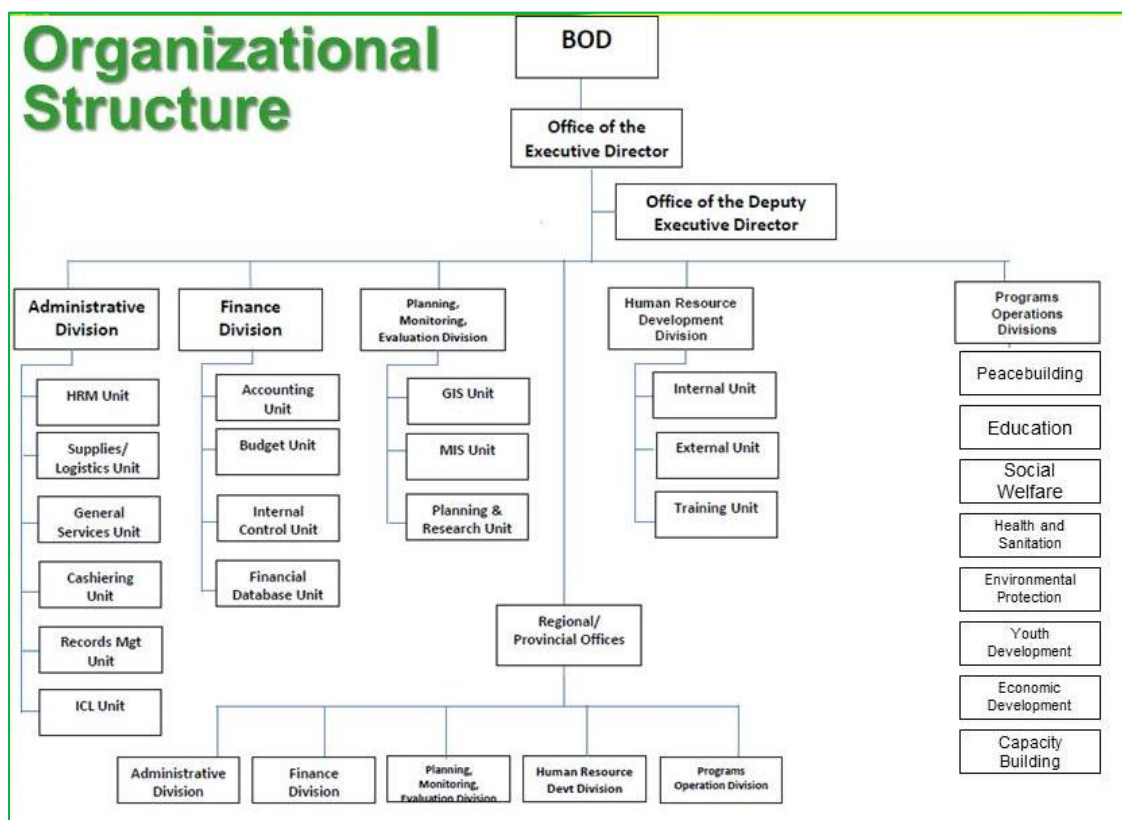 Organizational
Structure
BOD
Office of the
Executive Director
Office of the Deputy
Executive Director
Administrative
Division
HRM Unit
Supplies/
Logistics Unit
General
Services Unit
Cashiering
Unit
Records Mgt
Unit
ICL Unit
Finance
Division
Accounting
Unit
Budget Unit
Internal
Control Unit
Financial
Database Unit
Planning,
Monitoring,
Evaluation Division
GIS Unit
MIS Unit
Planning &
Research Unit
Human Resource
Development
Division
Internal Unit
External Unit
Training Unit
Programs
Operations
Divisions
Peacebuilding
Education
Social
Welfare
Health and
Sanitation
Environmental
Protection
Youth
Development
Economic
Development
Capacity
Building
Regional/
Provincial Offices
Administrative
Division
Finance
Division
Planning,
Monitoring,
Evaluation Division
Human Resource
Devt Division
Programs
Operation Division